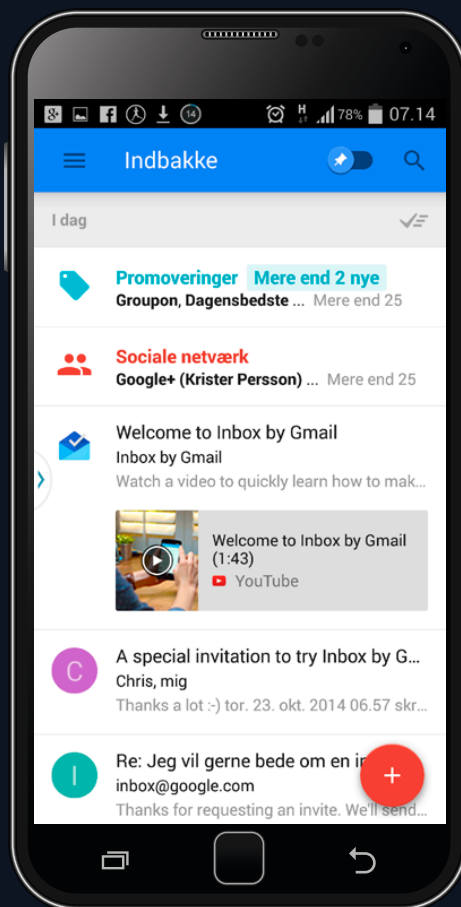 14
H
78%
07.14
Indbakke
I dag
Promoveringer Mere end 2 nye
Groupon, Dagensbedste ... Mere end 25
Sociale netværk
Google+ (Krister Persson) ... Mere end 25
Welcome to Inbox by Gmail
Inbox by Gmail
Watch a video to quickly learn how to mak...
Welcome to Inbox by Gmail
(1:43)
YouTube
C
A special invitation to try Inbox by G...
Chris, mig
Thanks a lot :-) tor. 23. okt. 2014 06.57 skr...
I
Re: Jeg vil gerne bede om en
inbox@google.com
Thanks for requesting an invite. We'll send...